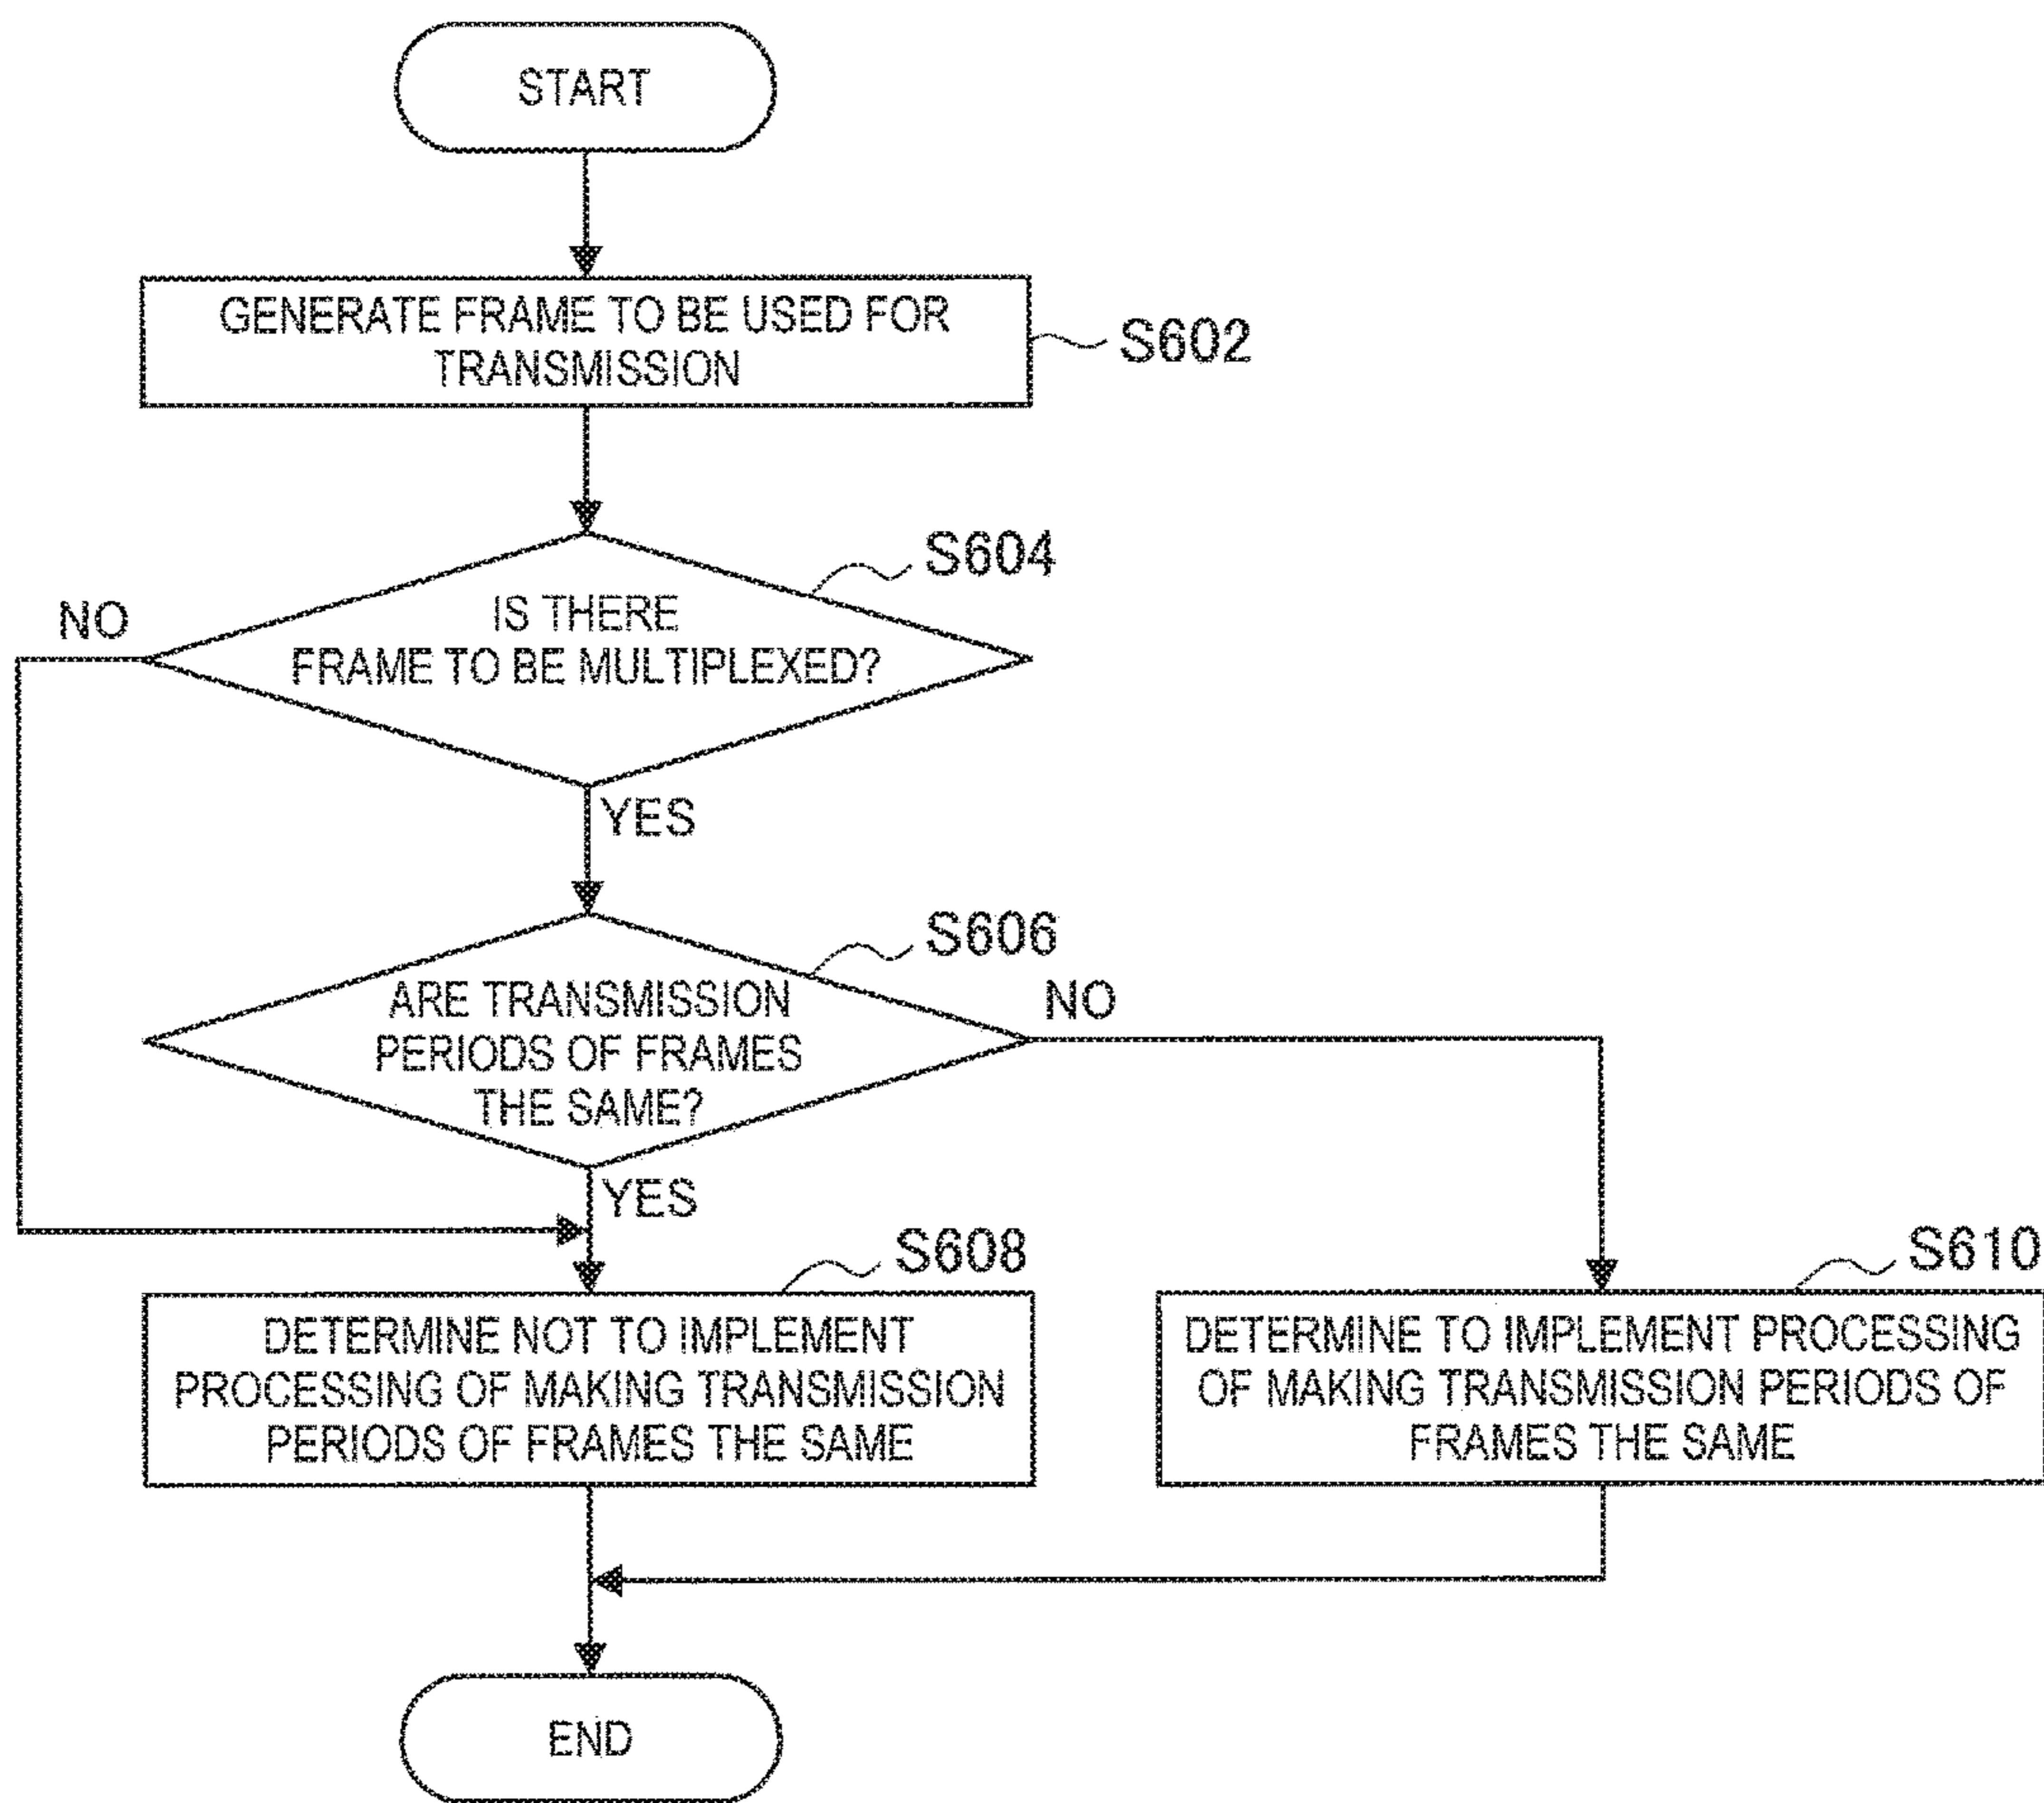 START
GENERATE FRAME TO BE USED FOR
TRANSMISSION
S602
S604
NO
IS THERE
FRAME TO BE MULTIPLEXED?
YES
S606
ARE TRANSMISSION
PERIODS OF FRAMES
THE SAME?
NO
YES
S608
DETERMINE NOT TO IMPLEMENT
PROCESSING OF MAKING TRANSMISSION
PERIODS OF FRAMES THE SAME
S610
DETERMINE TO IMPLEMENT PROCESSING
OF MAKING TRANSMISSION PERIODS OF
FRAMES THE SAME
END